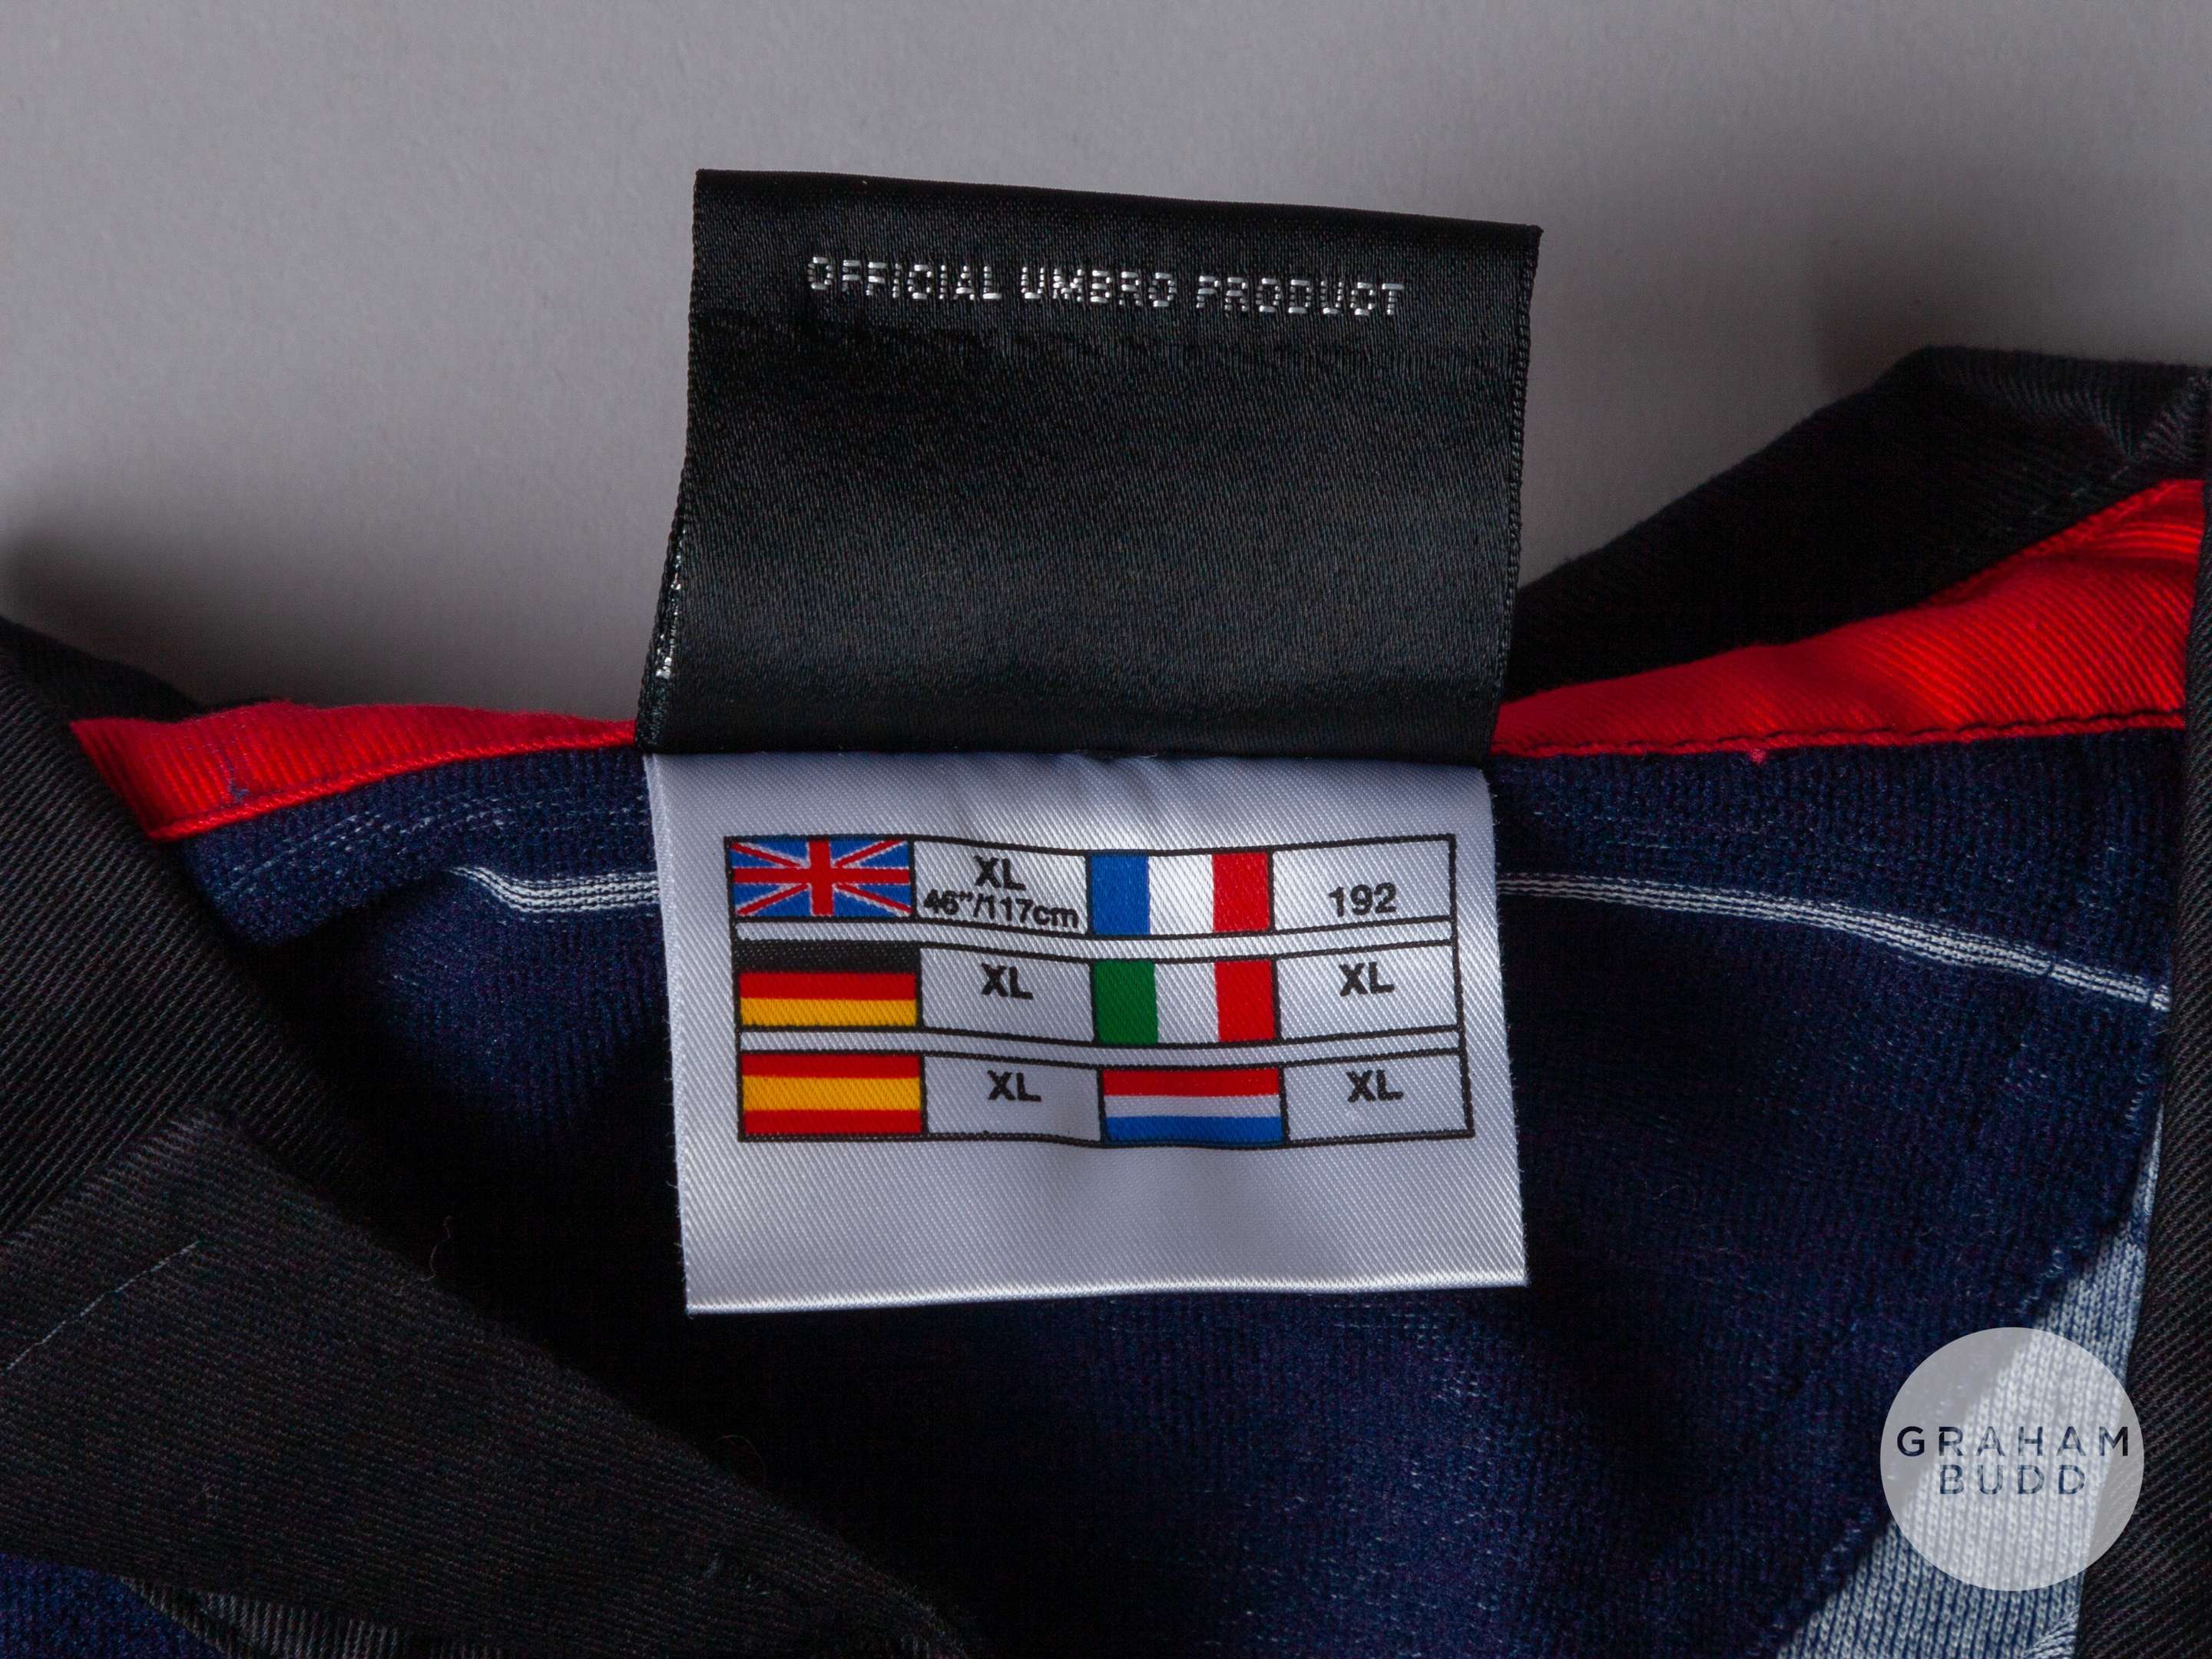 OFFICIAL UMBRO PRODUCT
XL
46"/117cm
192
XL
XL
XL
XL
GRAHAM
BUDD